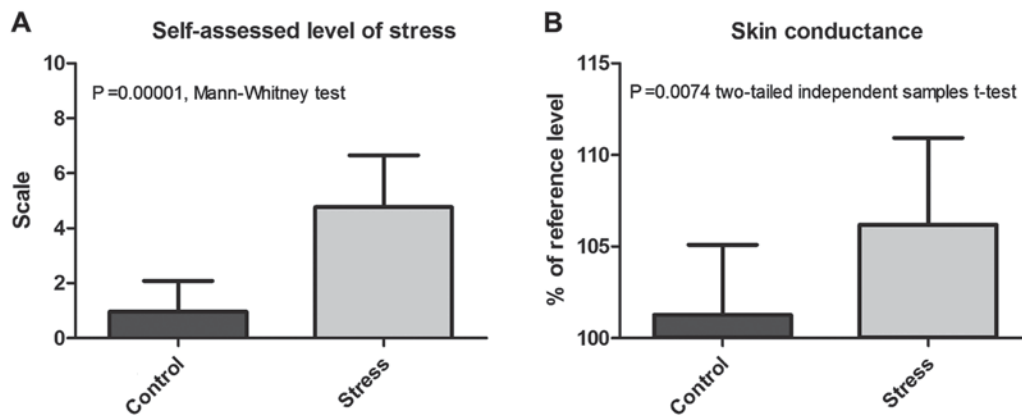 A
Self-assessed level of stress
P=0.00001, Mann-Whitney test
Scale
10
8
6
4
2
0
Control
Stress
B
Skin conductance
P=0.0074 two-tailed independent samples t-test
% of reference level
115
110
105
100
Control
Stress